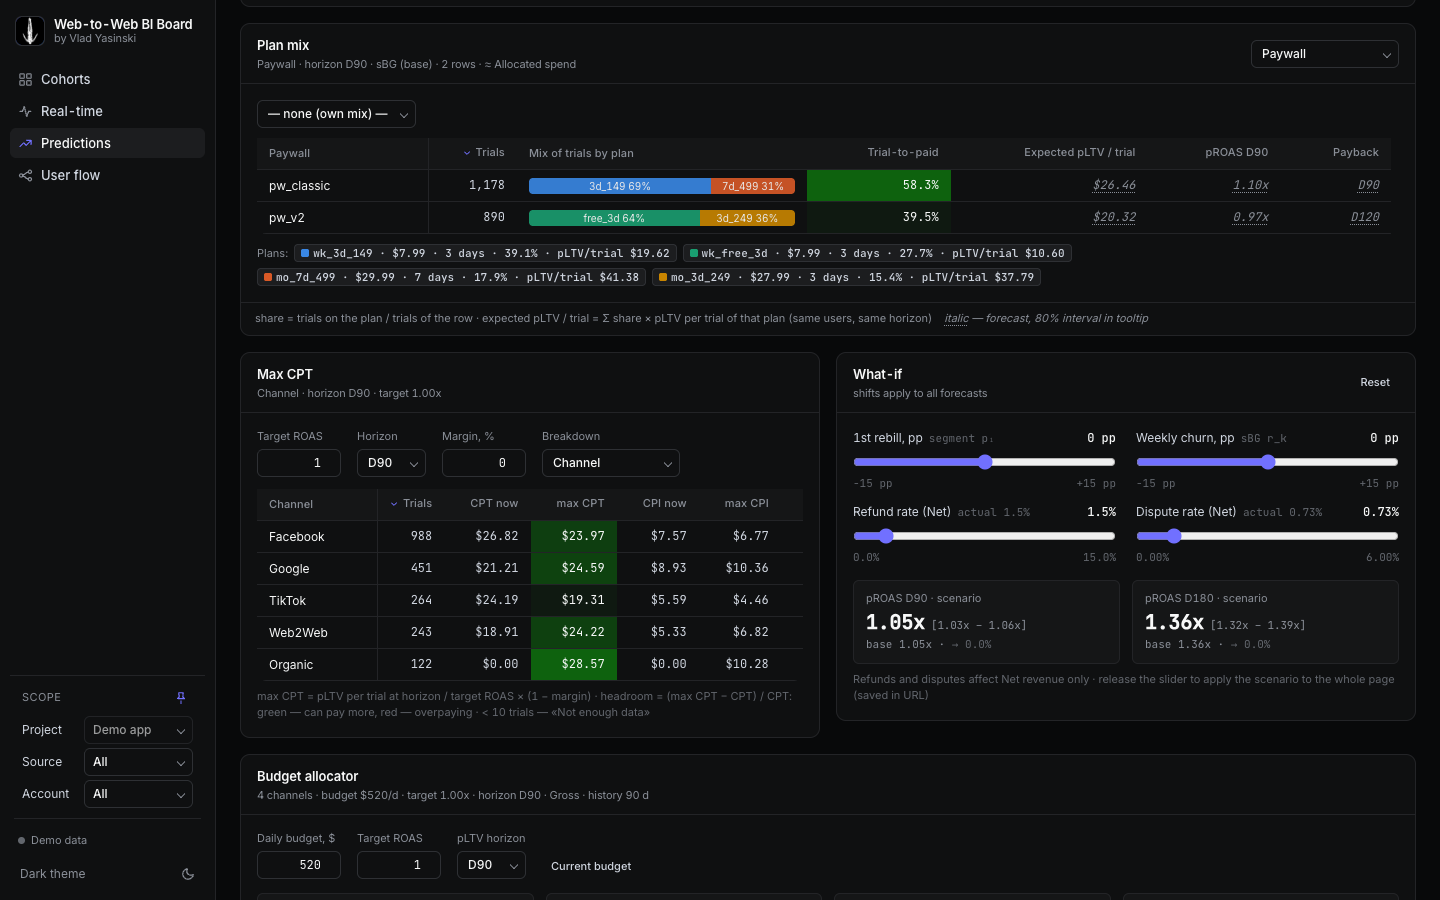 Web-to-Web BI Board
by Vlad Yasinski
Cohorts
Real-time
Predictions
User flow
SCOPE
Project Demo app
Source All
Account All
Demo data
Dark theme
Plan mix
Paywall · horizon D90 · sBG (base) · 2 rows · ≈ Allocated spend
Paywall
— none (own mix) —
Paywall Trials Mix of trials by plan Trial-to-paid Expected pLTV / trial pROAS D90 Payback
pw_classic 1,178 3d_149 69% 7d_499 31% 58.3% $26.46 1.10x D90
pw_v2 890 free_3d 64% 3d_249 36% 39.5% $20.32 0.97x D120
Plans: wk_3d_149 · $7.99 · 3 days · 39.1% · pLTV/trial $19.62 wk_free_3d · $7.99 · 3 days · 27.7% · pLTV/trial $10.60
mo_7d_499 · $29.99 · 7 days · 17.9% · pLTV/trial $41.38 mo_3d_249 · $27.99 · 3 days · 15.4% · pLTV/trial $37.79
share = trials on the plan / trials of the row · expected pLTV / trial = Σ share × pLTV per trial of that plan (same users, same horizon) italic — forecast, 80% interval in tooltip
Max CPT
Channel · horizon D90 · target 1.00x
Target ROAS Horizon Margin, % Breakdown
1 D90 0 Channel
Channel Trials CPT now max CPT CPI now max CPI
Facebook 988 $26.82 $23.97 $7.57 $6.77
Google 451 $21.21 $24.59 $8.93 $10.36
TikTok 264 $24.19 $19.31 $5.59 $4.46
Web2Web 243 $18.91 $24.22 $5.33 $6.82
Organic 122 $0.00 $28.57 $0.00 $10.28
max CPT = pLTV per trial at horizon / target ROAS × (1 − margin) · headroom = (max CPT − CPT) / CPT:
green — can pay more, red — overpaying · < 10 trials — «Not enough data»
What-if
shifts apply to all forecasts
Reset
1st rebill, pp segment pᵢ 0 pp
-15 pp +15 pp
Weekly churn, pp sBG r_k 0 pp
-15 pp +15 pp
Refund rate (Net) actual 1.5% 1.5%
0.0% 15.0%
Dispute rate (Net) actual 0.73% 0.73%
0.00% 6.00%
pROAS D90 · scenario
1.05x [1.03x – 1.06x]
base 1.05x · → 0.0%
pROAS D180 · scenario
1.36x [1.32x – 1.39x]
base 1.36x · → 0.0%
Refunds and disputes affect Net revenue only · release the slider to apply the scenario to the whole page
(saved in URL)
Budget allocator
4 channels · budget $520/d · target 1.00x · horizon D90 · Gross · history 90 d
Daily budget, $ Target ROAS pLTV horizon
520 1 D90 Current budget